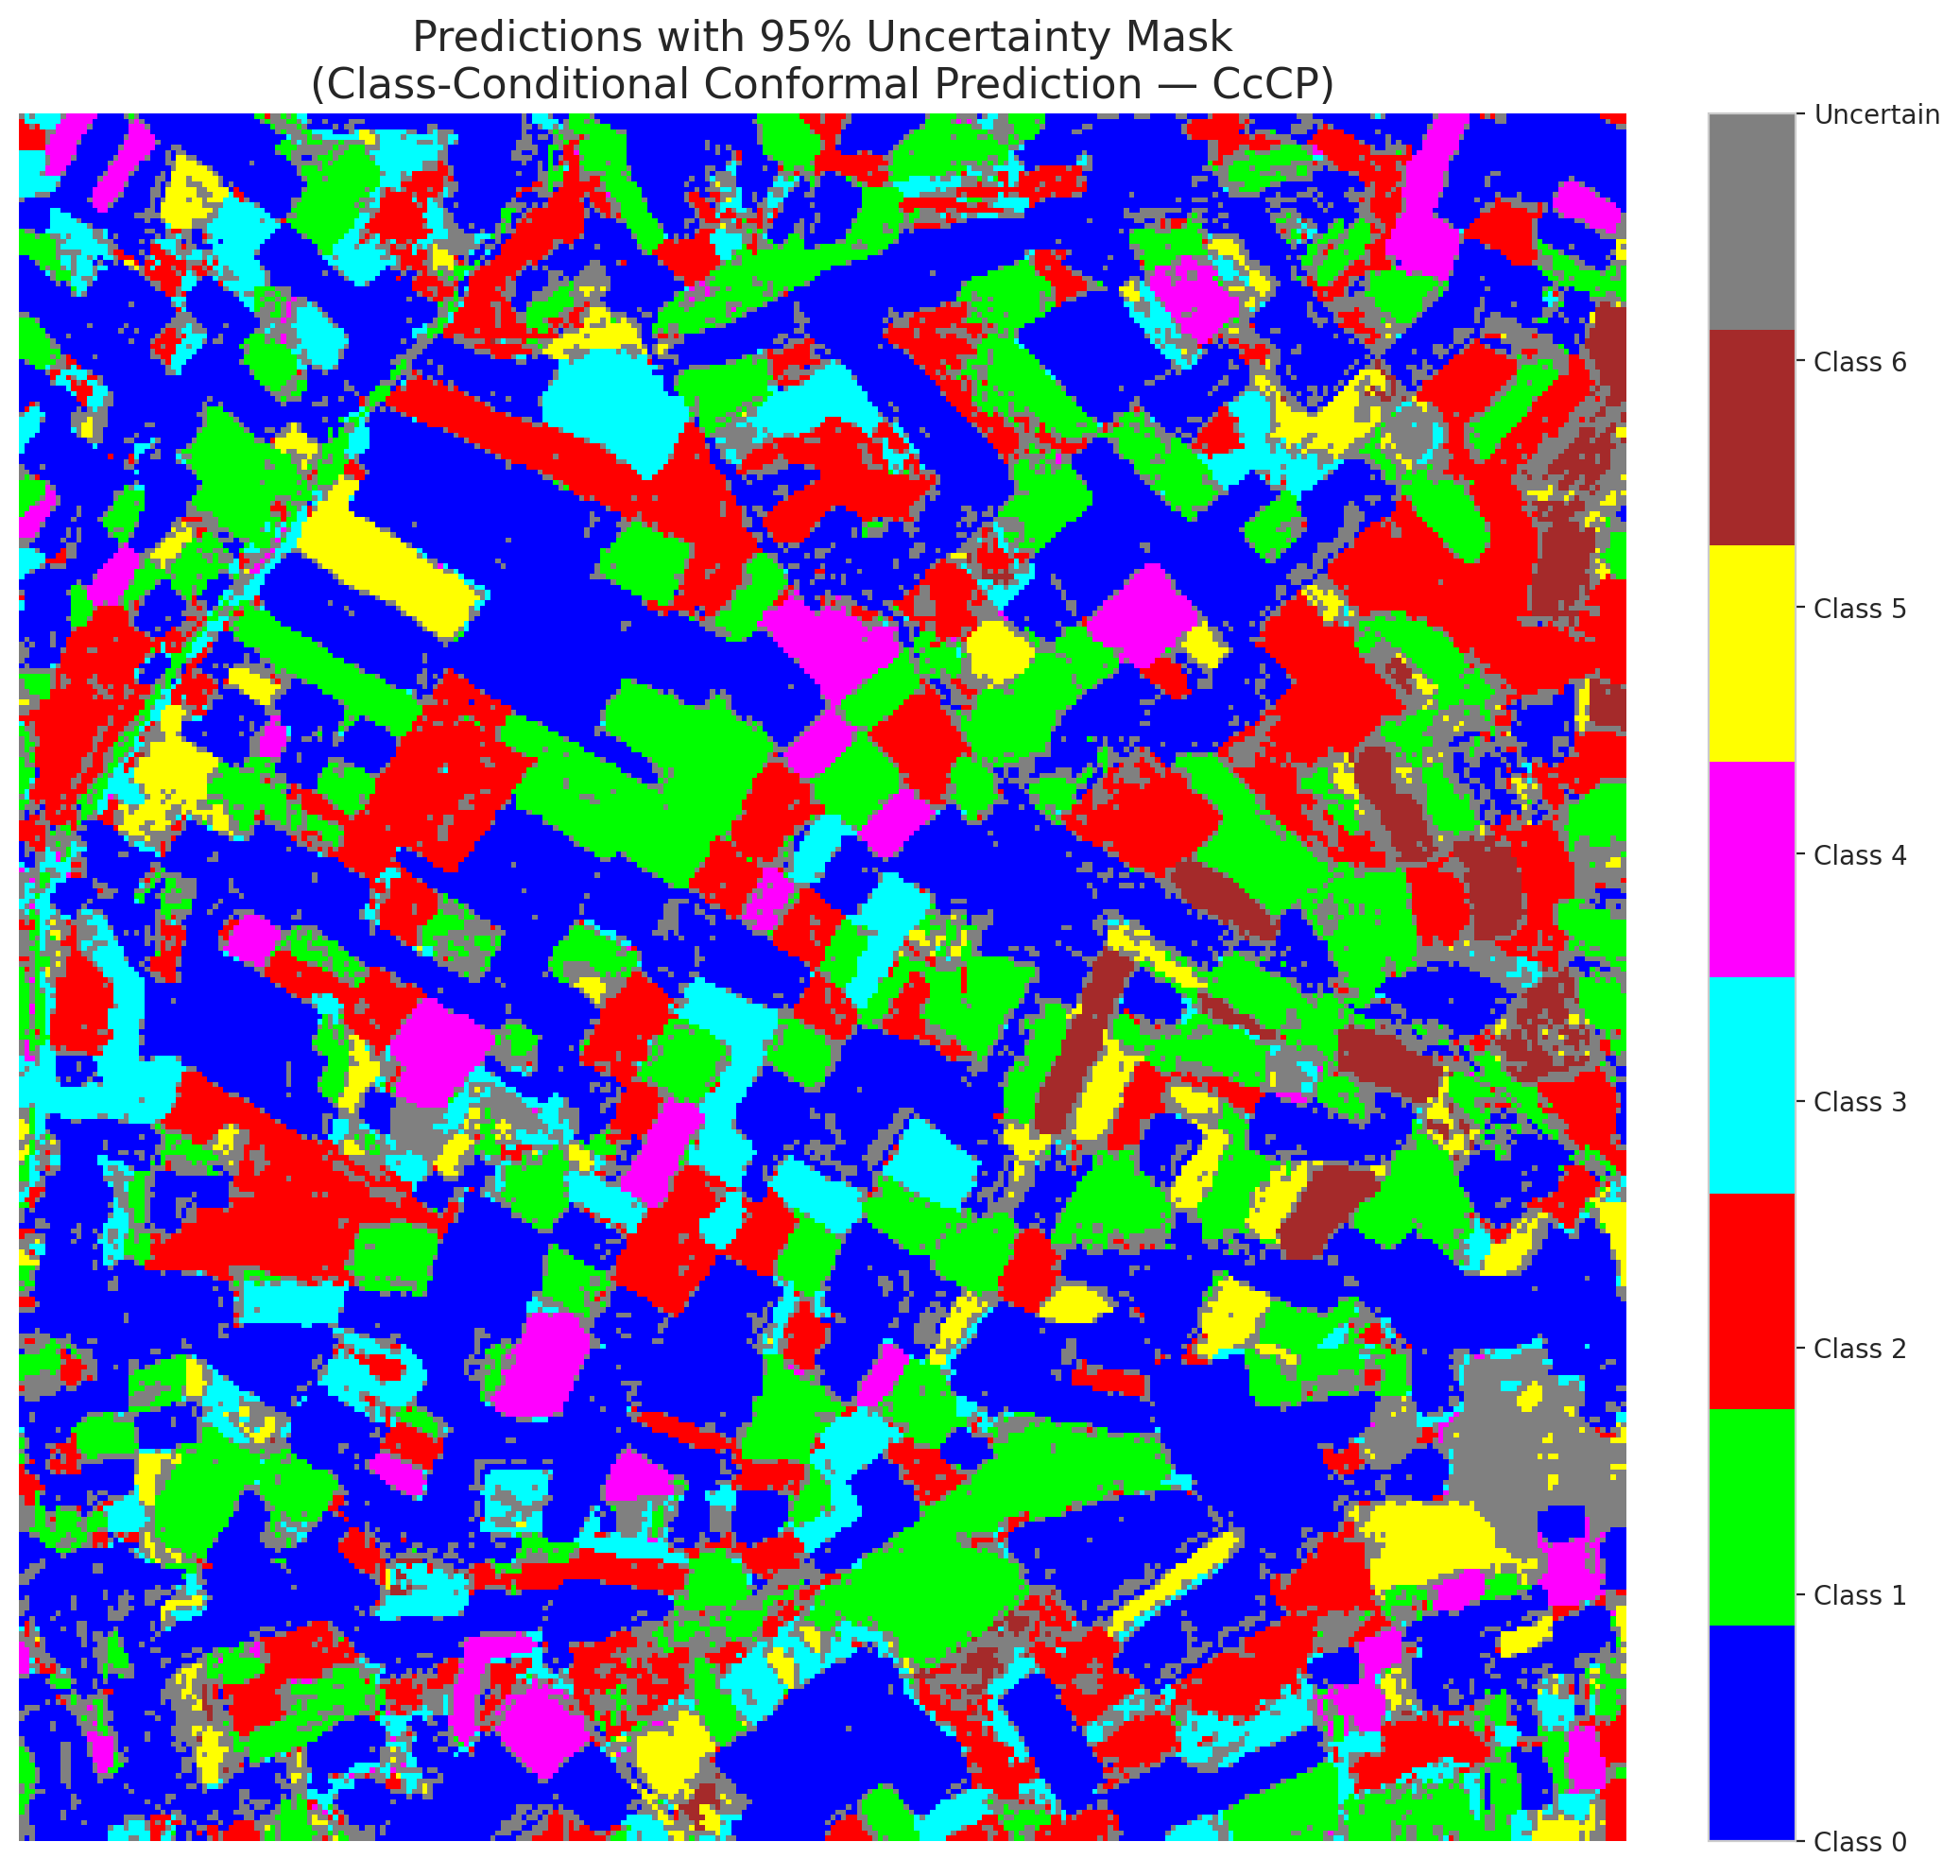 Predictions with 95% Uncertainty Mask
(Class-Conditional Conformal Prediction — CcCP)
Uncertain
Class 6
Class 5
Class 4
Class 3
Class 2
Class 1
Class 0